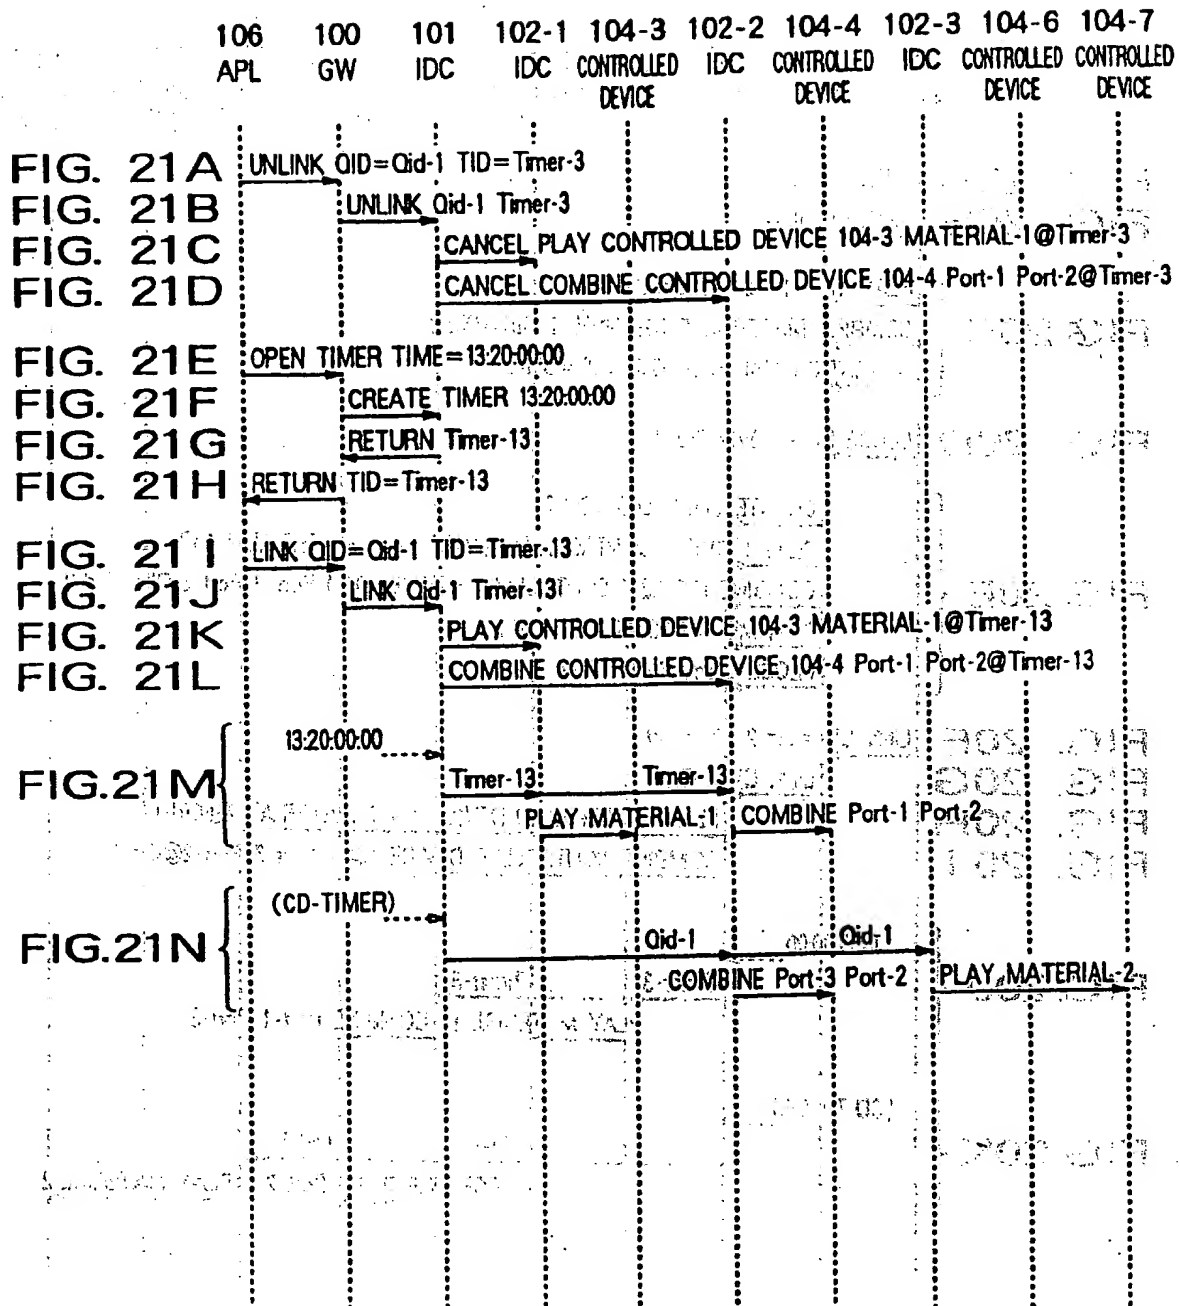 106 100 101 102-1 104-3 102-2 104-4 102-3 104-6 104-7
APL GW IDC IDC CONTROLLED IDC CONTROLLED IDC CONTROLLED CONTROLLED
DEVICE DEVICE DEVICE DEVICE
FIG. 21A UNLINK QID=Qid-1 TID=Timer-3
FIG. 21B UNLINK Qid-1 Timer-3
FIG. 21C CANCEL PLAY CONTROLLED DEVICE 104-3 MATERIAL-1@Timer-3
FIG. 21D CANCEL COMBINE CONTROLLED DEVICE 104-4 Port-1 Port-2@Timer-3
FIG. 21E OPEN TIMER TIME=13:20:00:00
FIG. 21F CREATE TIMER 13:20:00:00
FIG. 21G RETURN Timer-13
FIG. 21H RETURN TID=Timer-13
FIG. 21I LINK QID=Qid-1 TID=Timer-13
FIG. 21J LINK Qid-1 Timer-13
FIG. 21K PLAY CONTROLLED DEVICE 104-3 MATERIAL-1@Timer-13
FIG. 21L COMBINE CONTROLLED DEVICE 104-4 Port-1 Port-2@Timer-13
13:20:00:00
FIG.21M Timer-13 Timer-13
PLAY MATERIAL-1 COMBINE Port-1 Port-2
(CD-TIMER)
FIG.21N Qid-1 Qid-1
COMBINE Port-3 Port-2 PLAY MATERIAL-2